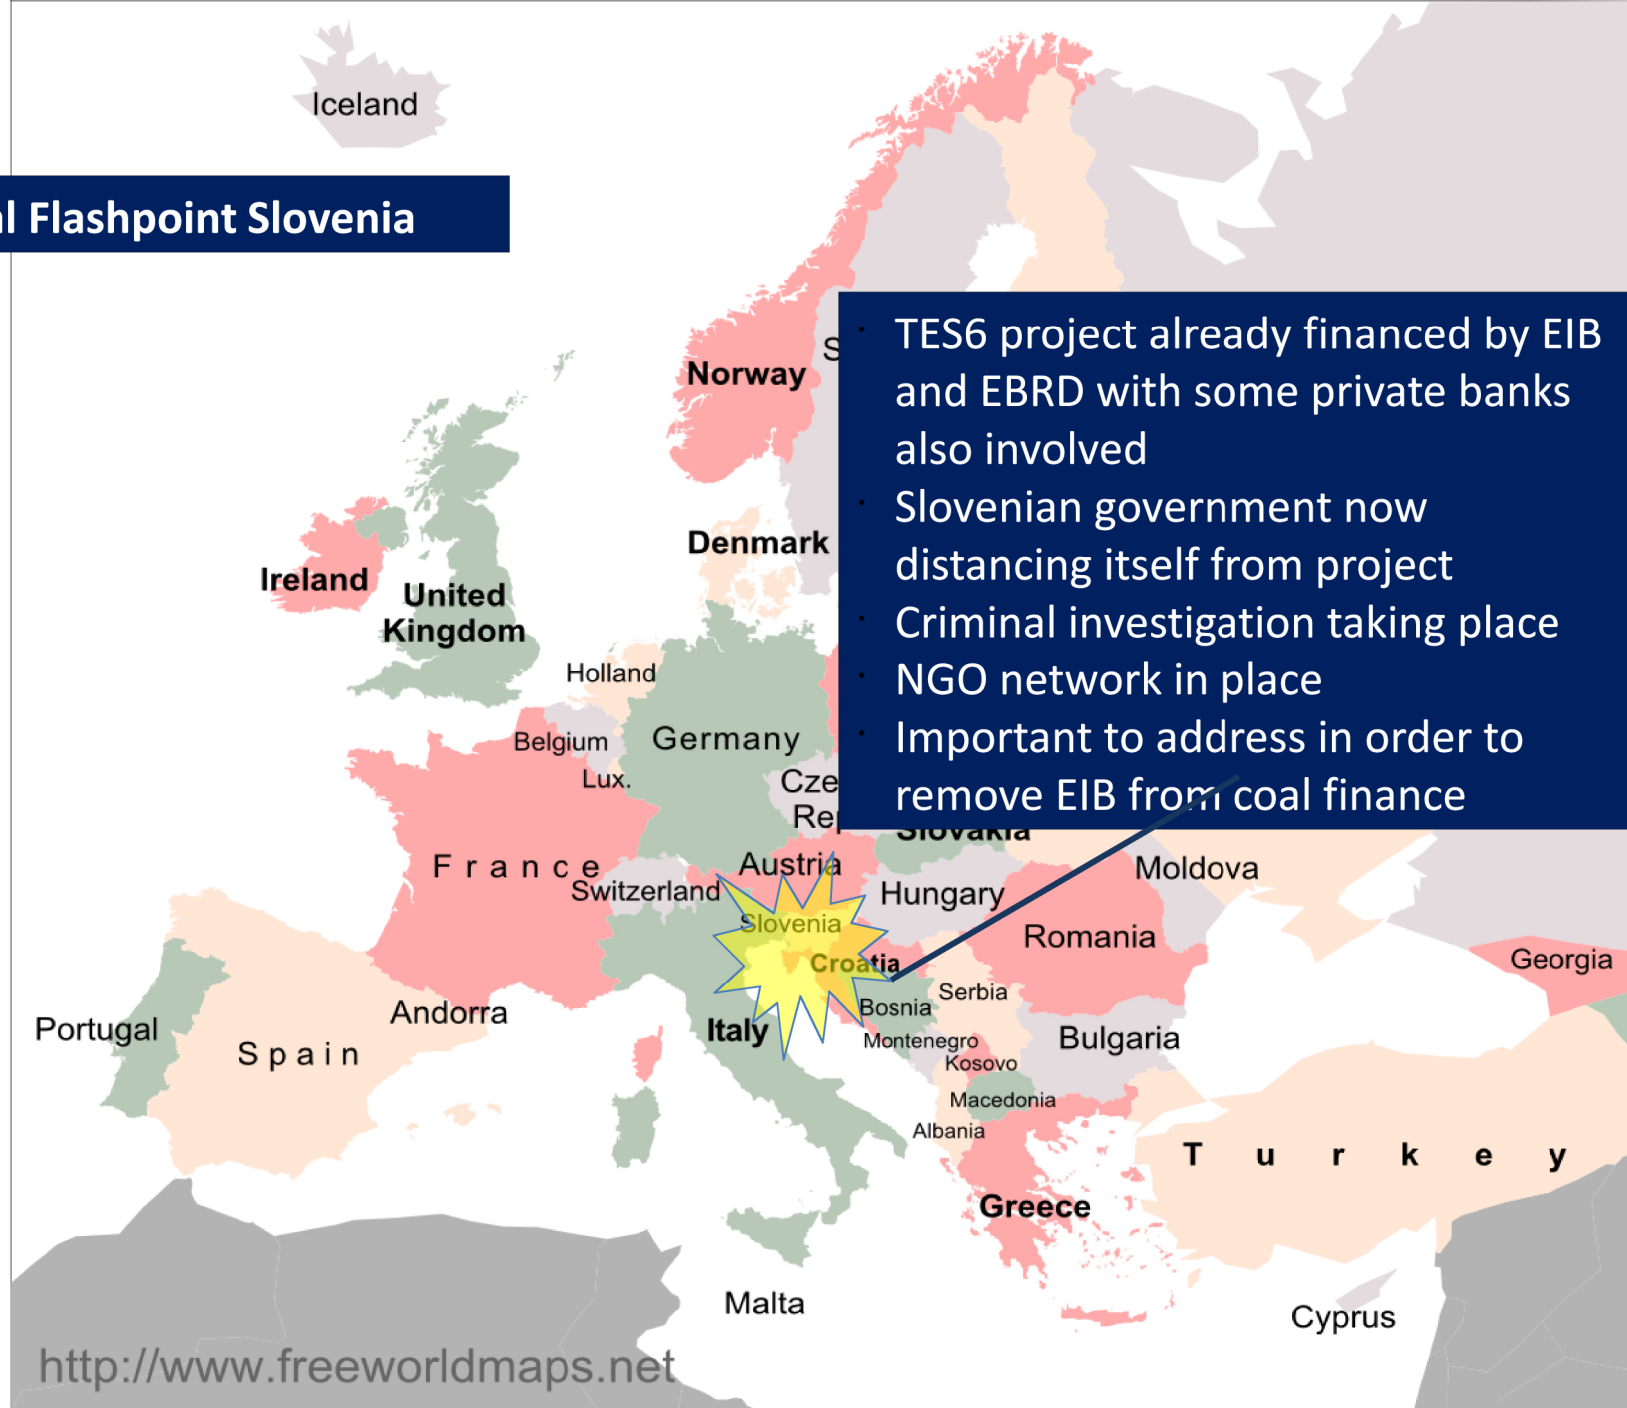 Iceland
l Flashpoint Slovenia
TES6 project already financed by EIB
and EBRD with some private banks
also involved
Slovenian government now
distancing itself from project
Criminal investigation taking place
NGO network in place
Important to address in order to
remove EIB from coal finance
Norway
S
Denmark
Ireland
United
Kingdom
Holland
Belgium
Germany
Lux.
Cze
Rep
Slovakia
France
Switzerland
Austria
Hungary
Moldova
Slovenia
Croatia
Romania
Georgia
Portugal
Spain
Andorra
Italy
Bosnia
Serbia
Montenegro
Kosovo
Bulgaria
Macedonia
Albania
Turkey
Greece
Malta
Cyprus
http://www.freeworldmaps.net